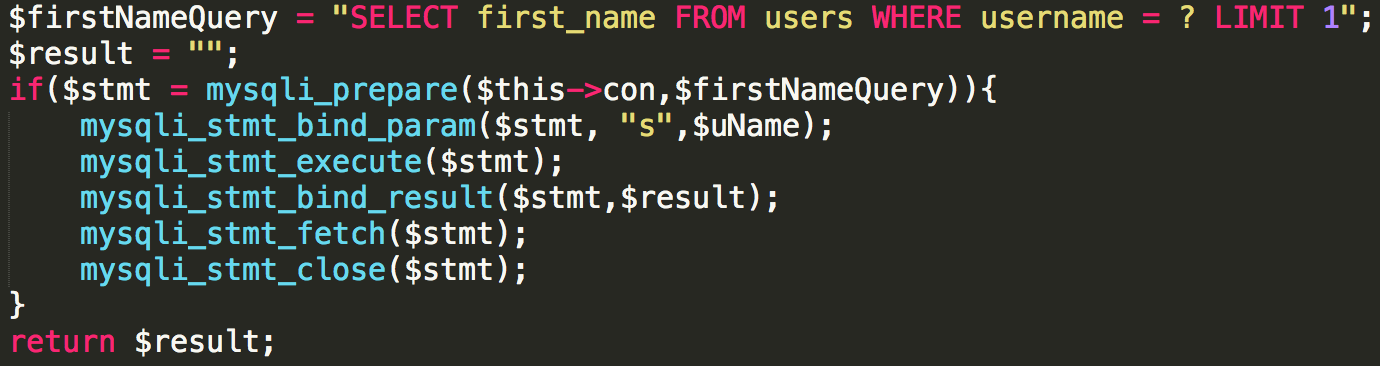 $firstNameQuery = "SELECT first_name FROM users WHERE username = ? LIMIT 1";
$result = "";
if($stmt = mysqli_prepare($this->con,$firstNameQuery)){
    mysqli_stmt_bind_param($stmt, "s",$uName);
    mysqli_stmt_execute($stmt);
    mysqli_stmt_bind_result($stmt,$result);
    mysqli_stmt_fetch($stmt);
    mysqli_stmt_close($stmt);
}
return $result;